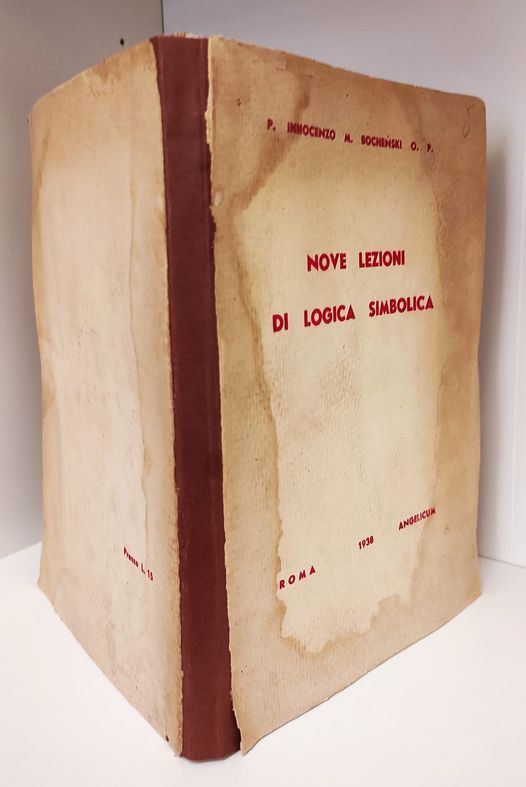 P. INNOCENZO M. BOCHEŃSKI O. P.
NOVE LEZIONI
DI LOGICA SIMBOLICA
ROMA 1938 ANGELICUM
Prezzo L. 15